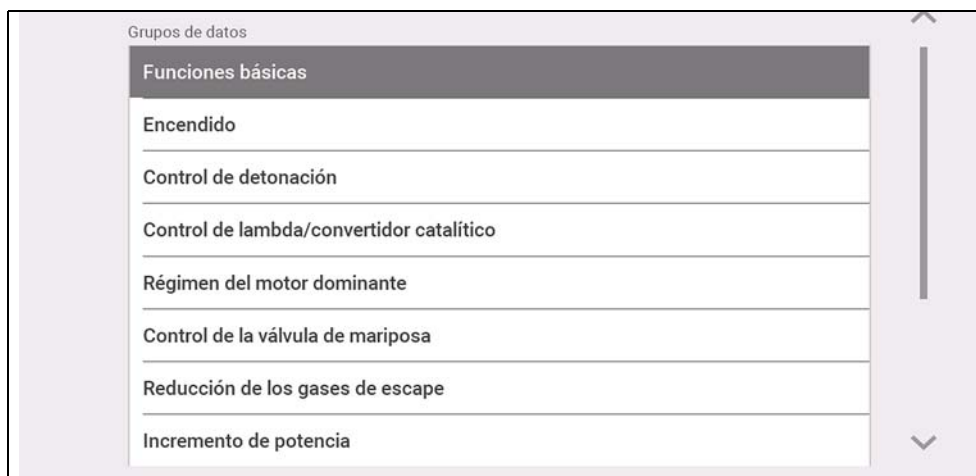 Grupos de datos
Funciones básicas
Encendido
Control de detonación
Control de lambda/convertidor catalítico
Régimen del motor dominante
Control de la válvula de mariposa
Reducción de los gases de escape
Incremento de potencia